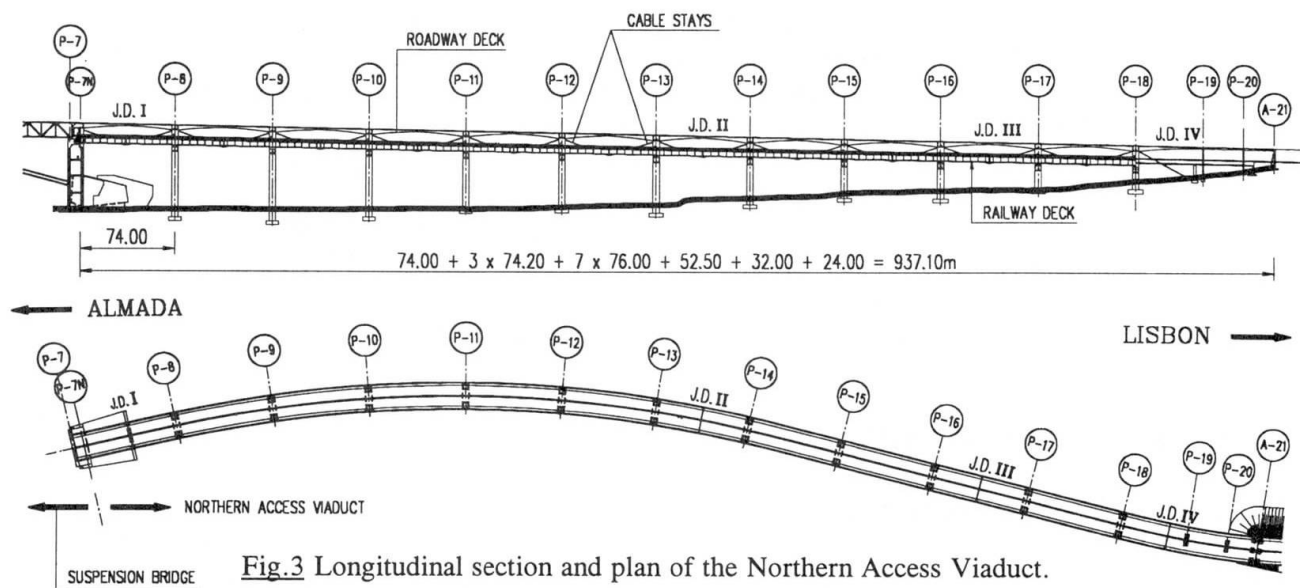 P-7
CABLE STAYS
ROADWAY DECK
P-7N
P-8
P-9
P-10
P-11
P-12
P-13
P-14
P-15
P-16
P-17
P-18
P-19
P-20
A-21
J.D. I
J.D. II
J.D. III
J.D. IV
RAILWAY DECK
74.00
74.00 + 3 x 74.20 + 7 x 76.00 + 52.50 + 32.00 + 24.00 = 937.10m
ALMADA
LISBON
P-7
P-7N
J.D. I
P-8
P-9
P-10
P-11
P-12
P-13
J.D. II
P-14
P-15
P-16
J.D. III
P-17
P-18
J.D. IV
P-19
P-20
A-21
NORTHERN ACCESS VIADUCT
SUSPENSION BRIDGE
Fig.3 Longitudinal section and plan of the Northern Access Viaduct.